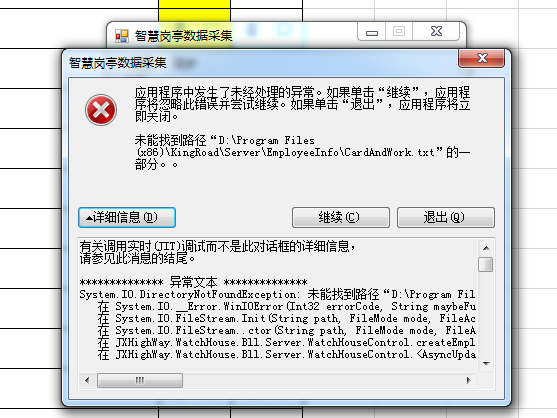 智慧岗亭数据采集
智慧岗亭数据采集
应用程序中发生了未经处理的异常。如果单击“继续”，应用程
序将忽略此错误并尝试继续。如果单击“退出”，应用程序将立
即关闭。
未能找到路径“D:\Program Files
(x86)\KingRoad\Server\EmployeeInfo\CardAndWork.txt”的一
部分。。
详细信息(D)
继续(C)
退出(Q)
有关调用实时(JIT)调试而不是此对话框的详细信息，
请参见此消息的结尾。
************** 异常文本 **************
System.IO.DirectoryNotFoundException: 未能找到路径“D:\Program Fil
在 System.IO.__Error.WinIOError(Int32 errorCode, String maybeFu
在 System.IO.FileStream.Init(String path, FileMode mode, FileAc
在 System.IO.FileStream..ctor(String path, FileMode mode, FileA
在 JXHighWay.WatchHouse.Bll.Server.WatchHouseControl.createEmpl
在 JXHighWay.WatchHouse.Bll.Server.WatchHouseControl.<AsyncUpda